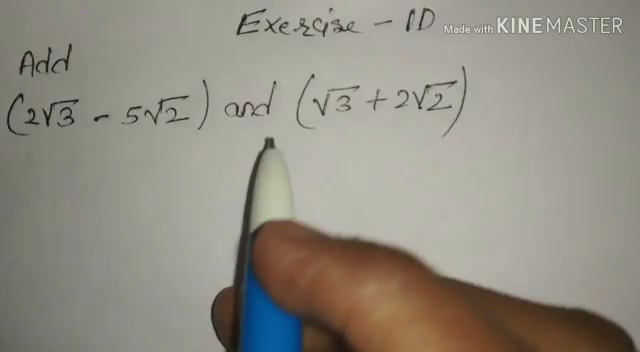 Exercise - 1D
Made with KINEMASTER
Add
(2√3 - 5√2) and (√3 + 2√2)